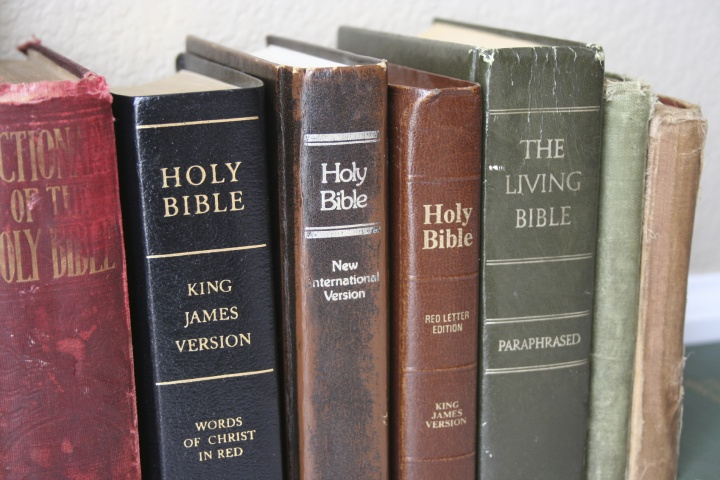 CTIONA
OF TH
OLY BIBLE
HOLY
BIBLE
KING
JAMES
VERSION
WORDS
OF CHRIST
IN RED
Holy
Bible
New
International
Version
Holy
Bible
RED LETTER
EDITION
KING
JAMES
VERSION
THE
LIVING
BIBLE
PARAPHRASED